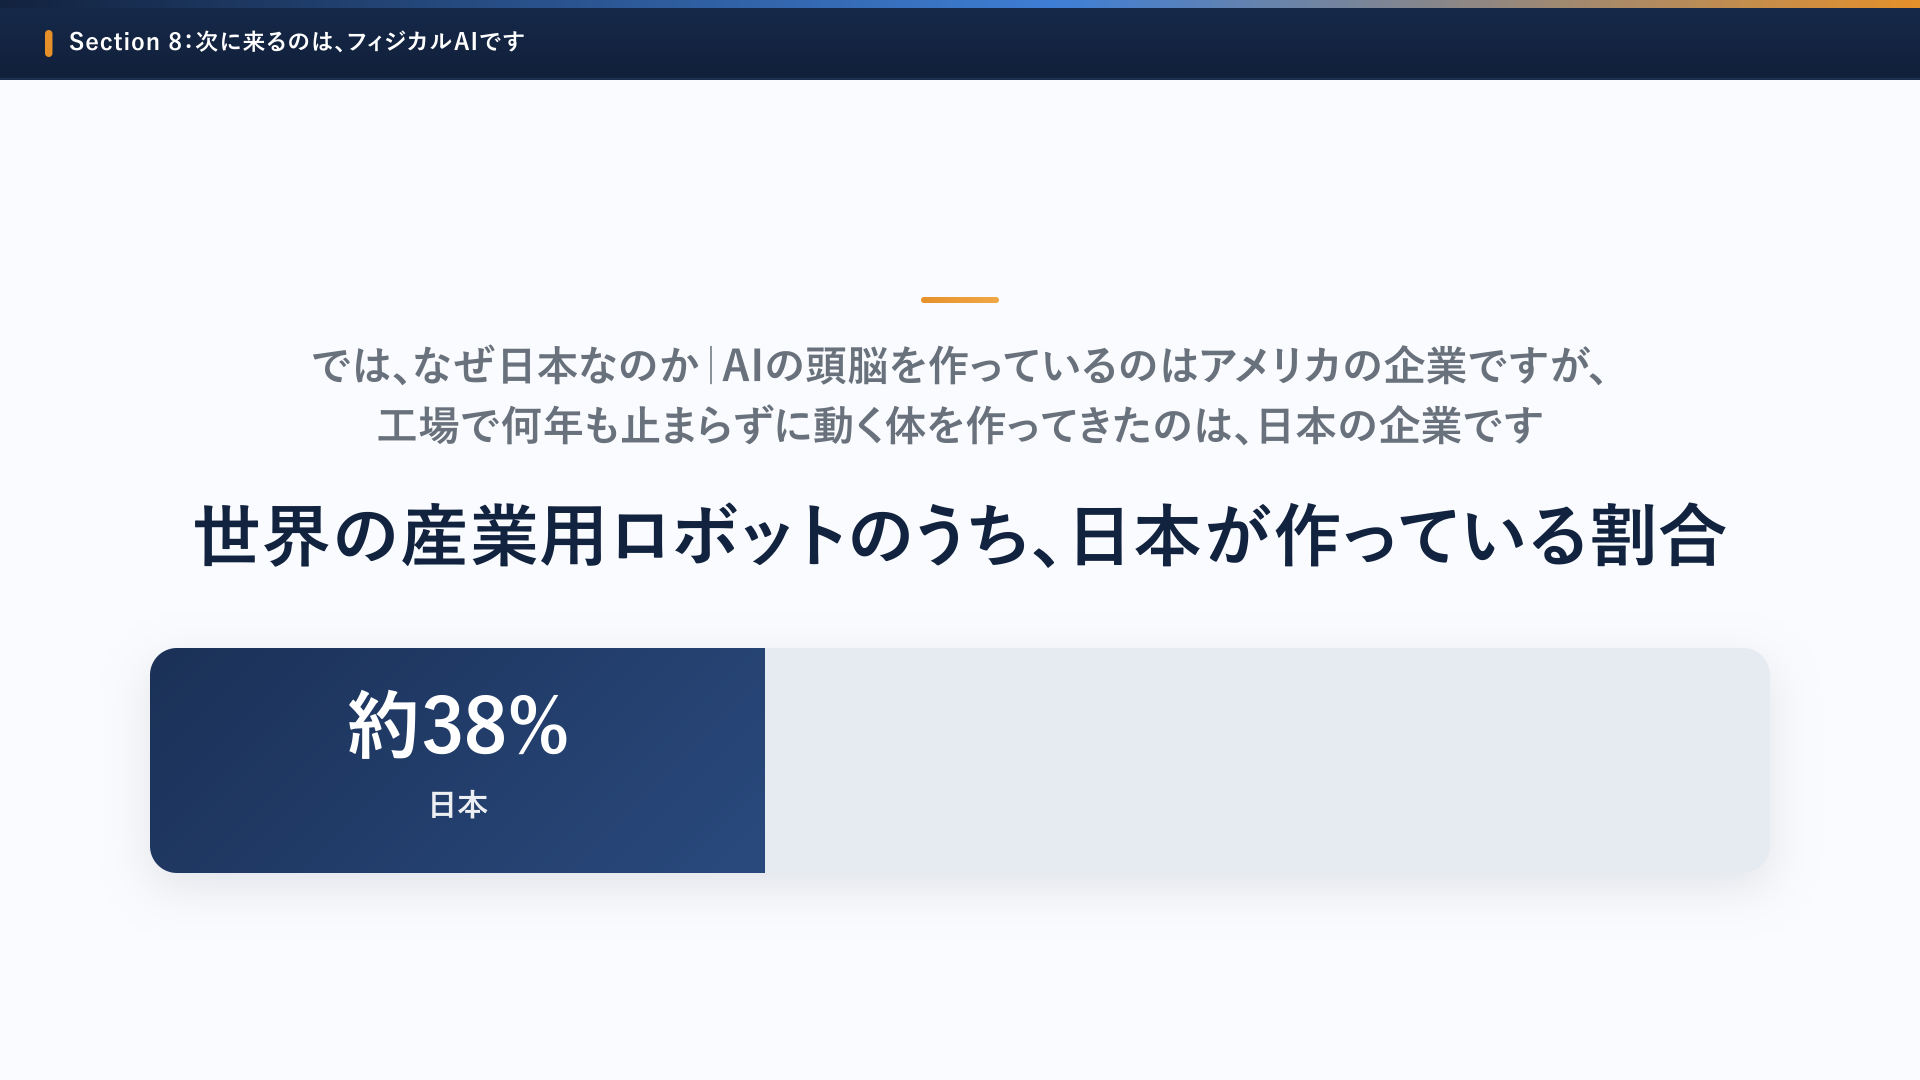 Section 8：次に来るのは、フィジカルAIです
では、なぜ日本なのか｜AIの頭脳を作っているのはアメリカの企業ですが、
工場で何年も止まらずに動く体を作ってきたのは、日本の企業です
世界の産業用ロボットのうち、日本が作っている割合
約38%
日本